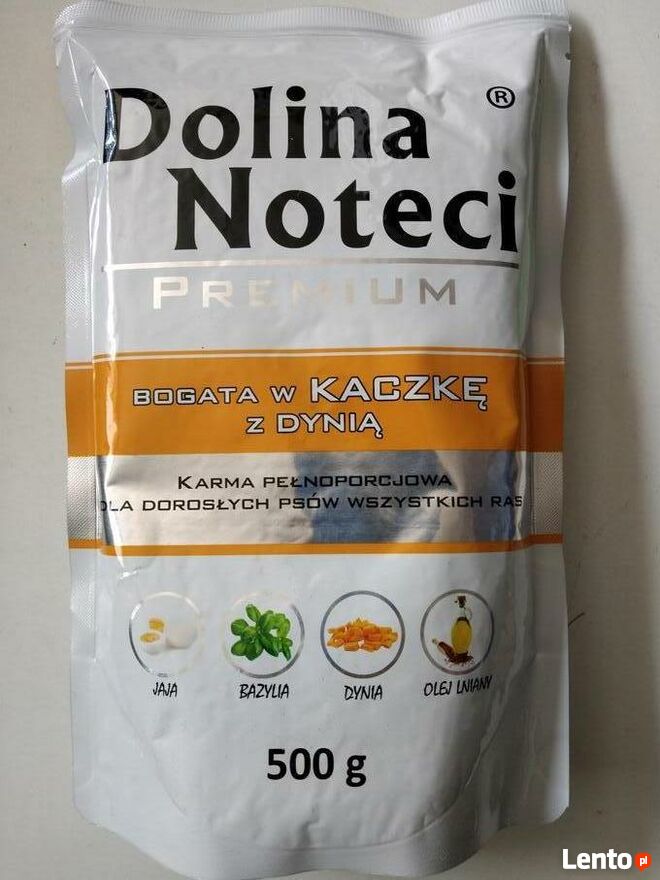 Dolina ®
Noteci
PREMIUM
BOGATA W KACZKĘ
Z DYNIĄ
KARMA PEŁNOPORCJOWA
DLA DOROSŁYCH PSÓW WSZYSTKICH RAS
JAJA BAZYLIA DYNIA OLEJ LNIANY
500 g
Lento.pl